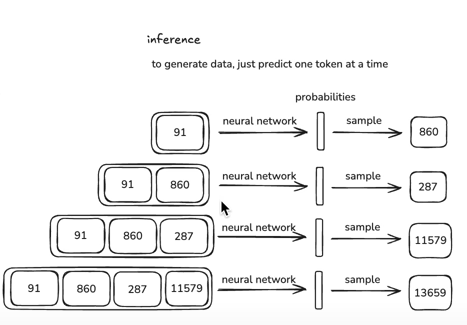 inference
to generate data, just predict one token at a time
probabilities
91 neural network sample 860
91 860 neural network sample 287
91 860 287 neural network sample 11579
91 860 287 11579 neural network sample 13659